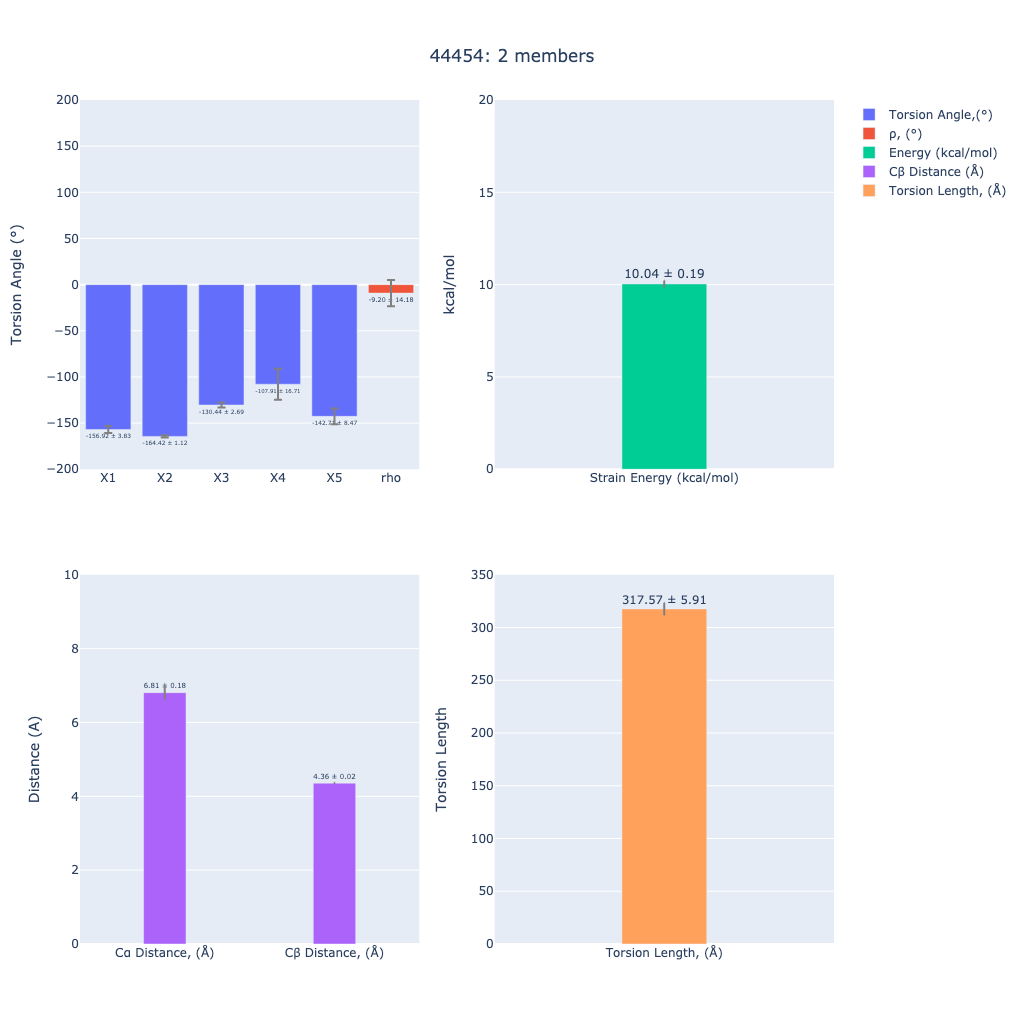 44454: 2 members
200
150
100
50
0
−50
−100
−150
−200
Torsion Angle (°)
-156.92 ± 3.83
-164.42 ± 1.12
-130.44 ± 2.69
-107.91 ± 16.71
± 8.47
-9.20 ± 14.18
X1 X2 X3 X4 X5 rho
20
15
10
5
0
kcal/mol
10.04 ± 0.19
Strain Energy (kcal/mol)
Torsion Angle,(°)
ρ, (°)
Energy (kcal/mol)
Cβ Distance (Å)
Torsion Length, (Å)
10
8
6
4
2
0
Distance (A)
6.81 ± 0.18
4.36 ± 0.02
Cα Distance, (Å) Cβ Distance, (Å)
350
300
250
200
150
100
50
0
Torsion Length
317.57 ± 5.91
Torsion Length, (Å)